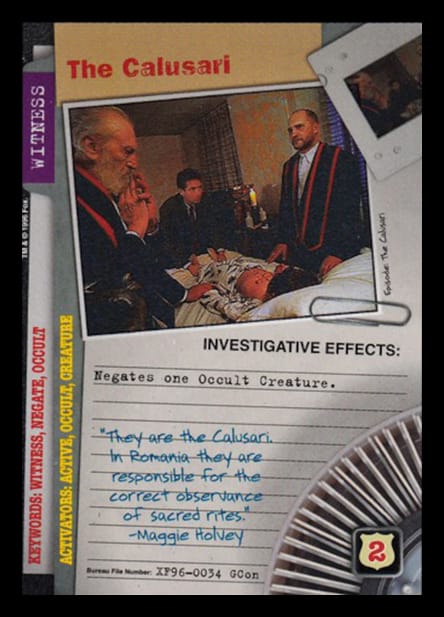 The Calusari
WITNESS
TM & © 1996 Fox.
Episode: The Calusari
KEYWORDS: WITNESS, NEGATE, OCCULT
ACTIVATORS: ACTIVE, OCCULT, CREATURE
INVESTIGATIVE EFFECTS:
Negates one Occult Creature.
"They are the Calusari.
In Romania they are
responsible for the
correct observance
of sacred rites."
-Maggie Holvey
Bureau File Number: XF96-0034 GCon
2